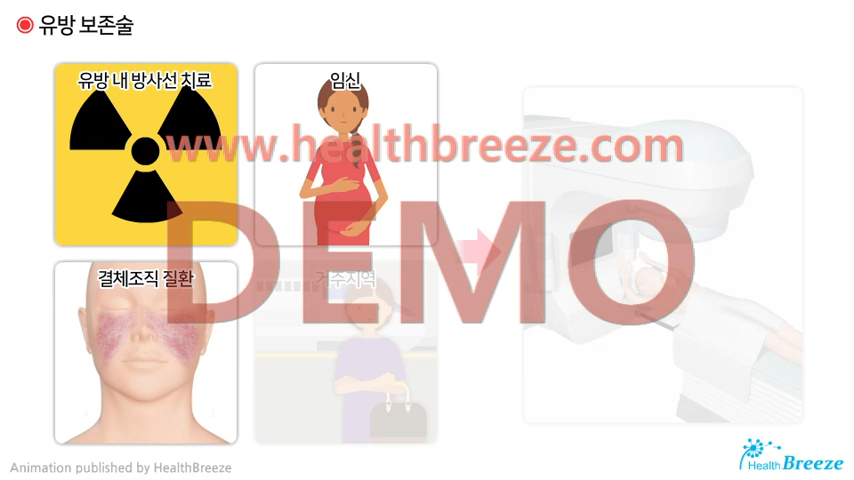 유방 보존술
유방 내 방사선 치료
임신
www.healthbreeze.com
DEMO
결체조직 질환
거주지역
Animation published by HealthBreeze
Health Breeze